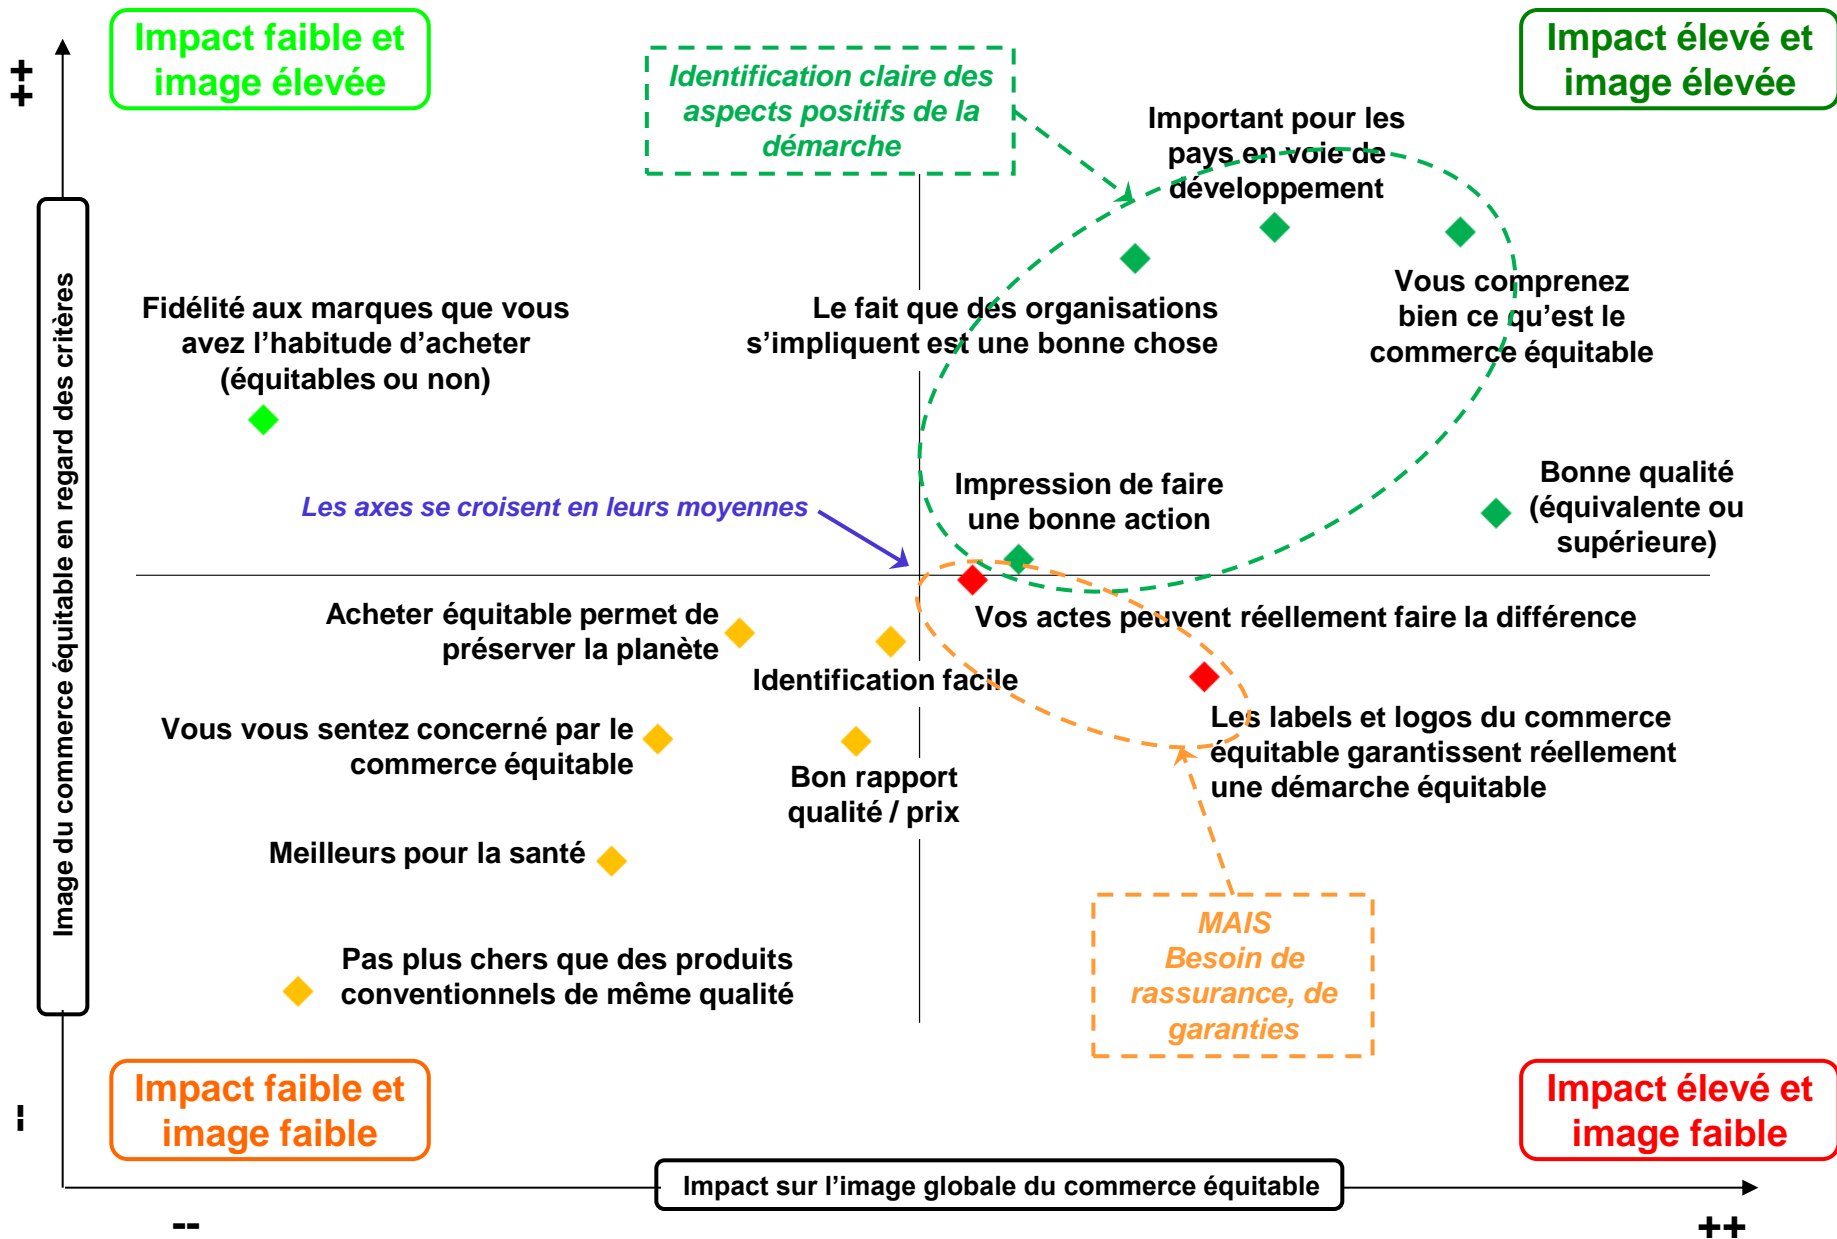 Impact faible et
image élevée
Impact élevé et
image élevée
++
Identification claire des
aspects positifs de la
démarche
Important pour les
pays en voie de
développement
Image du commerce équitable en regard des critères
Fidélité aux marques que vous
avez l’habitude d’acheter
(équitables ou non)
Le fait que des organisations
s’impliquent est une bonne chose
Vous comprenez
bien ce qu’est le
commerce équitable
Les axes se croisent en leurs moyennes
Impression de faire
une bonne action
Bonne qualité
(équivalente ou
supérieure)
Acheter équitable permet de
préserver la planète
Identification facile
Vos actes peuvent réellement faire la différence
Vous vous sentez concerné par le
commerce équitable
Bon rapport
qualité / prix
Les labels et logos du commerce
équitable garantissent réellement
une démarche équitable
Meilleurs pour la santé
Pas plus chers que des produits
conventionnels de même qualité
MAIS
Besoin de
rassurance, de
garanties
--
Impact faible et
image faible
Impact élevé et
image faible
Impact sur l’image globale du commerce équitable
--
++